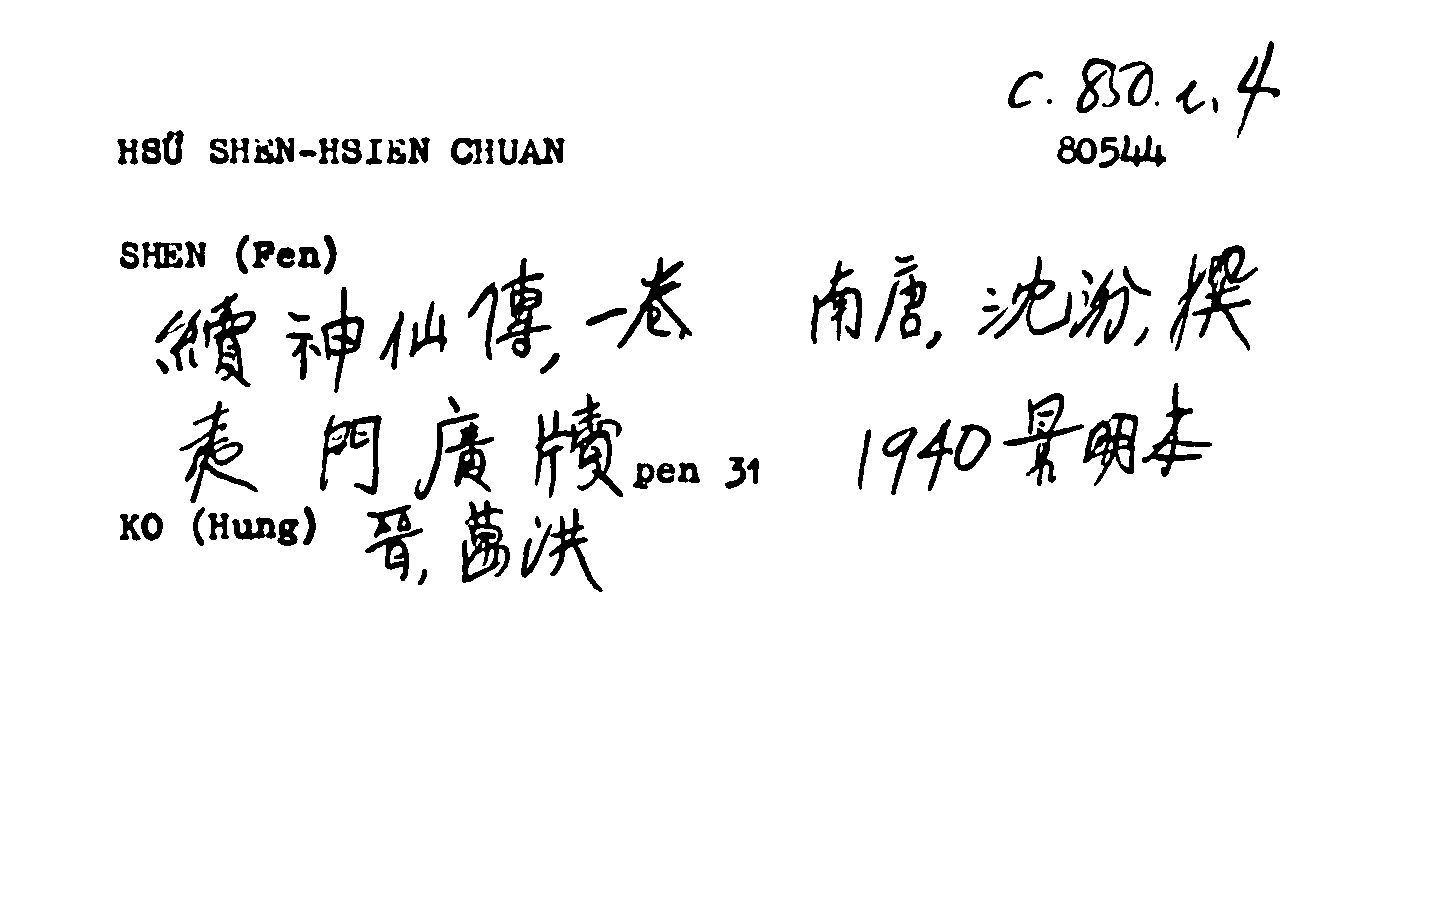 C. 850. e. 4
HSÜ SHEN-HSIEN CHUAN 80544
SHEN (Fen)
續神仙傳, 一卷 南唐, 沈汾, 撰
夷門廣牘 pen 31 1940 景明本
KO (Hung) 晉, 葛洪